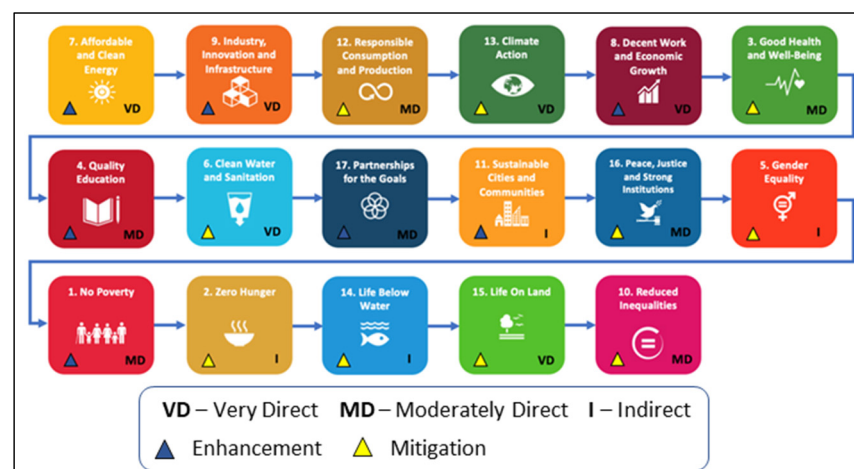 7. Affordable
and Clean
Energy
VD
9. Industry,
Innovation and
Infrastructure
VD
12. Responsible
Consumption
and Production
MD
13. Climate
Action
VD
8. Decent Work
and Economic
Growth
VD
3. Good Health
and Well-Being
MD
4. Quality
Education
MD
6. Clean Water
and Sanitation
VD
17. Partnerships
for the Goals
MD
11. Sustainable
Cities and
Communities
I
16. Peace, Justice
and Strong
Institutions
MD
5. Gender
Equality
I
1. No Poverty
MD
2. Zero Hunger
I
14. Life Below
Water
I
15. Life On Land
VD
10. Reduced
Inequalities
MD
VD – Very Direct MD – Moderately Direct I – Indirect
Enhancement Mitigation